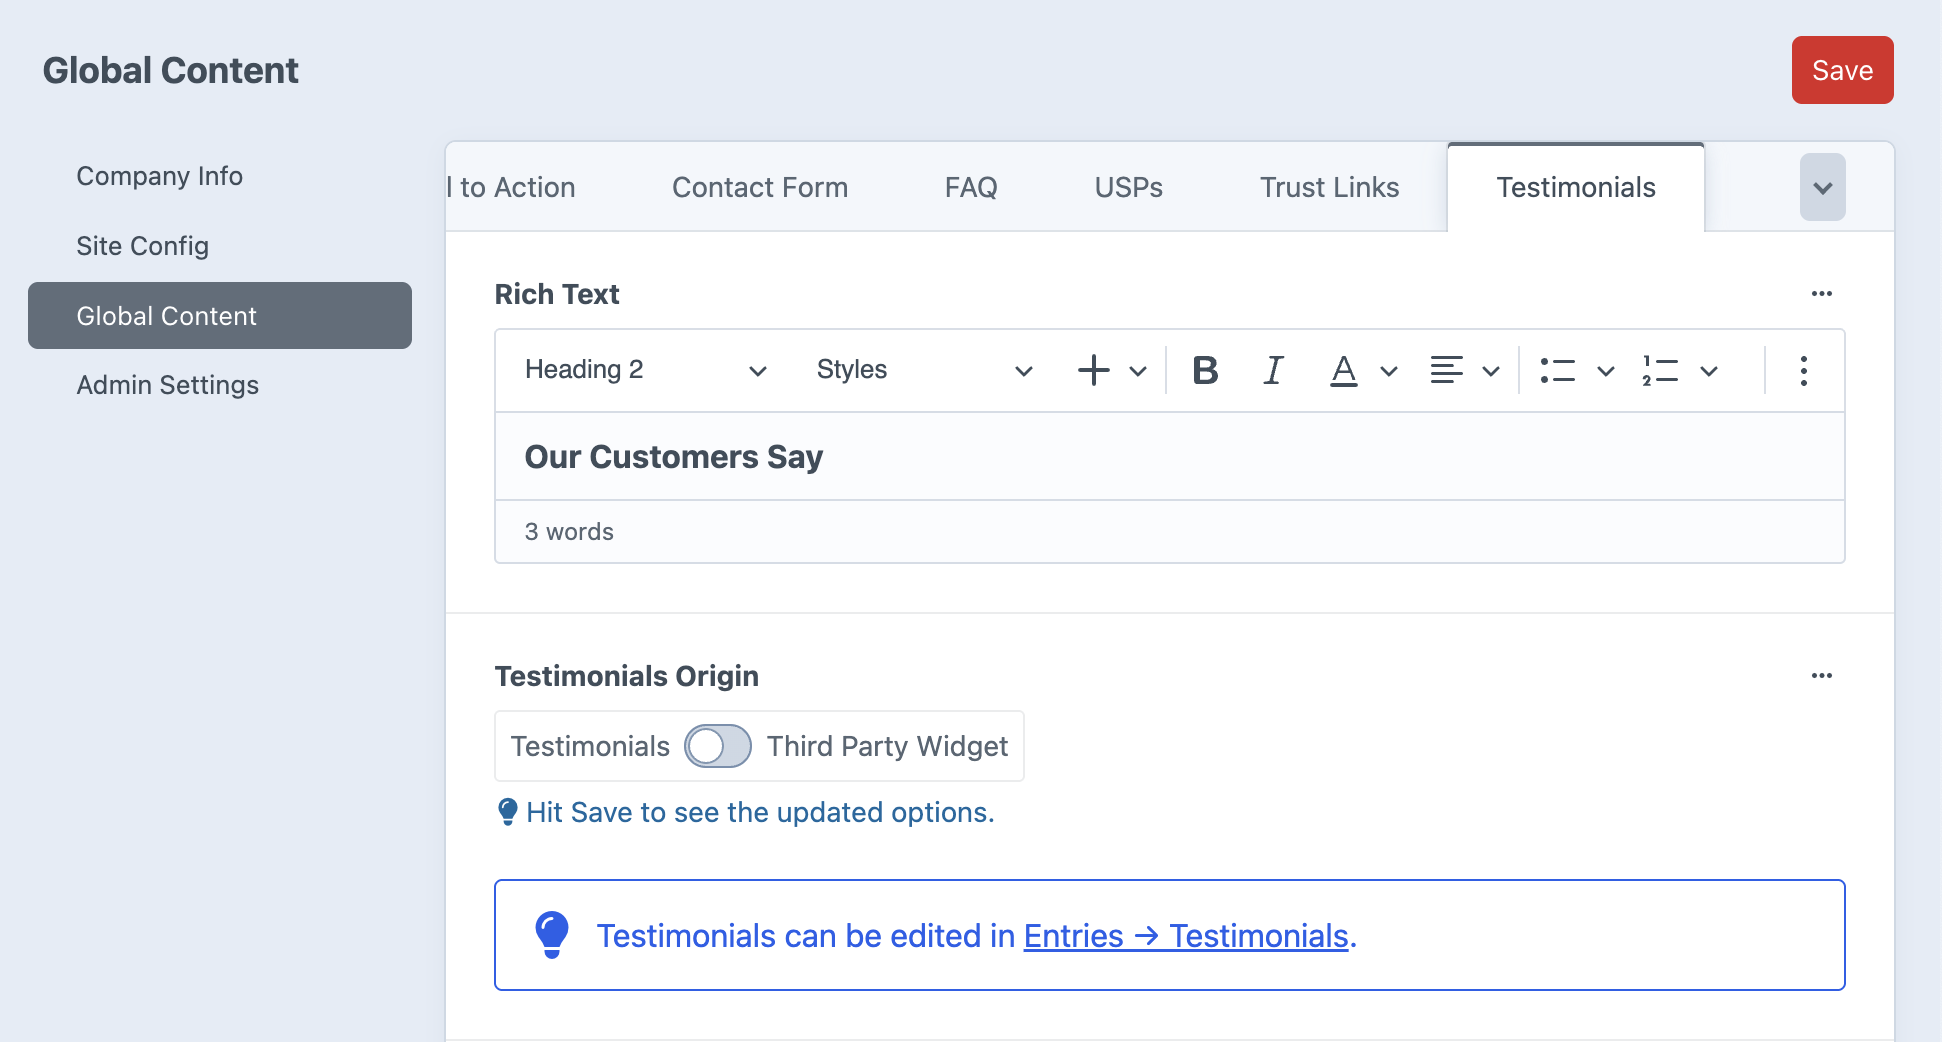 Global Content
Save
Company Info
Site Config
Global Content
Admin Settings
l to Action
Contact Form
FAQ
USPs
Trust Links
Testimonials
Rich Text
Heading 2
Styles
B
I
A
Our Customers Say
3 words
Testimonials Origin
Testimonials
Third Party Widget
Hit Save to see the updated options.
Testimonials can be edited in Entries → Testimonials.